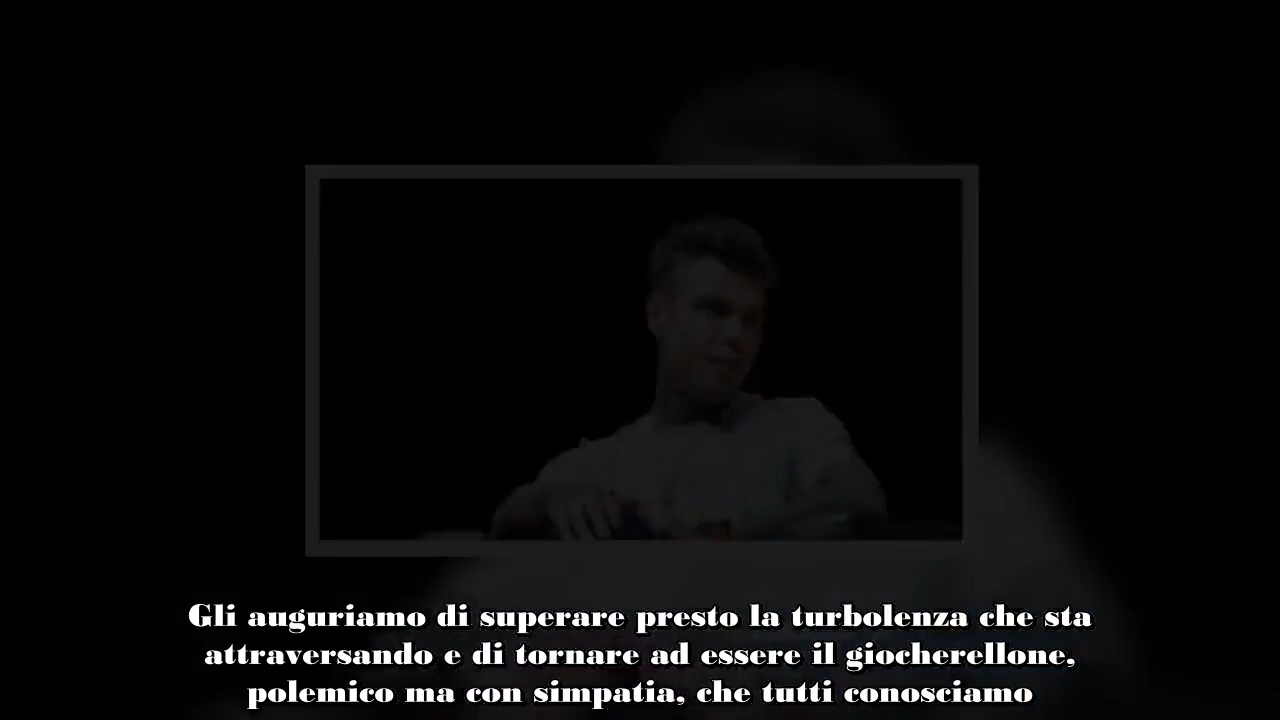 Gli auguriamo di superare presto la turbolenza che sta
attraversando e di tornare ad essere il giocherellone,
polemico ma con simpatia, che tutti conosciamo